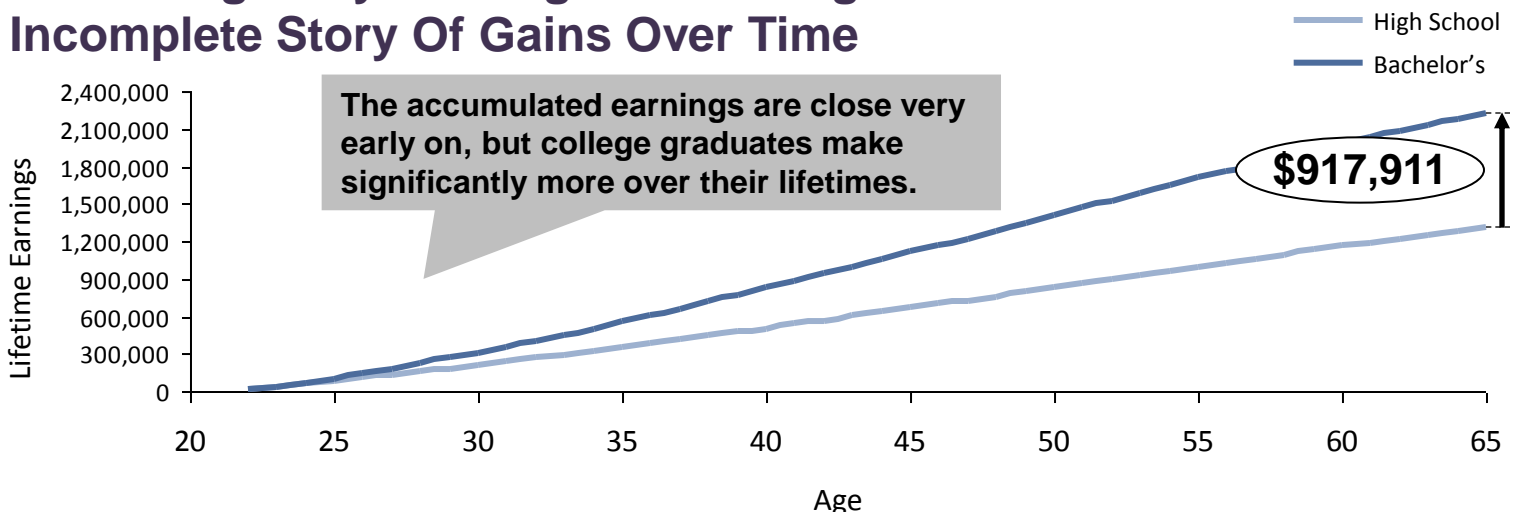 Incomplete Story Of Gains Over Time
High School
Bachelor's
The accumulated earnings are close very
early on, but college graduates make
significantly more over their lifetimes.
$917,911
Lifetime Earnings
2,400,000
2,100,000
1,800,000
1,500,000
1,200,000
900,000
600,000
300,000
0
20 25 30 35 40 45 50 55 60 65
Age